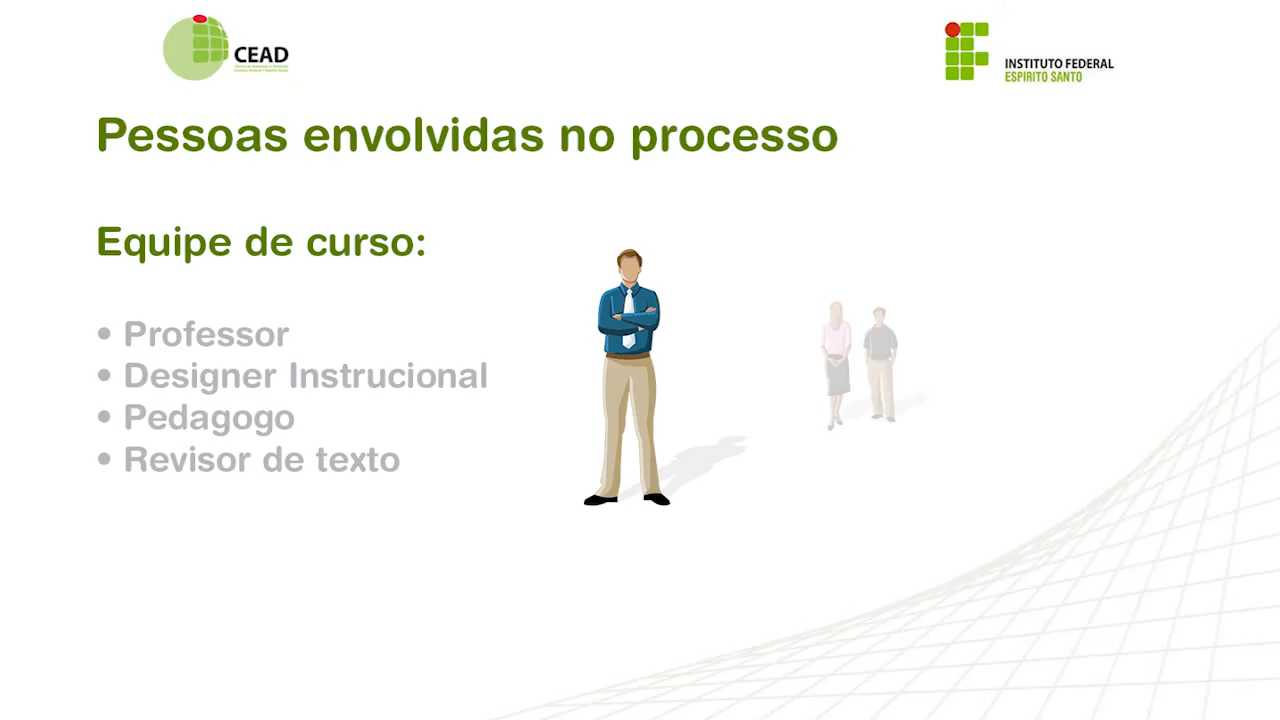 CEAD
INSTITUTO FEDERAL
ESPIRITO SANTO
Pessoas envolvidas no processo
Equipe de curso:
• Professor
• Designer Instrucional
• Pedagogo
• Revisor de texto